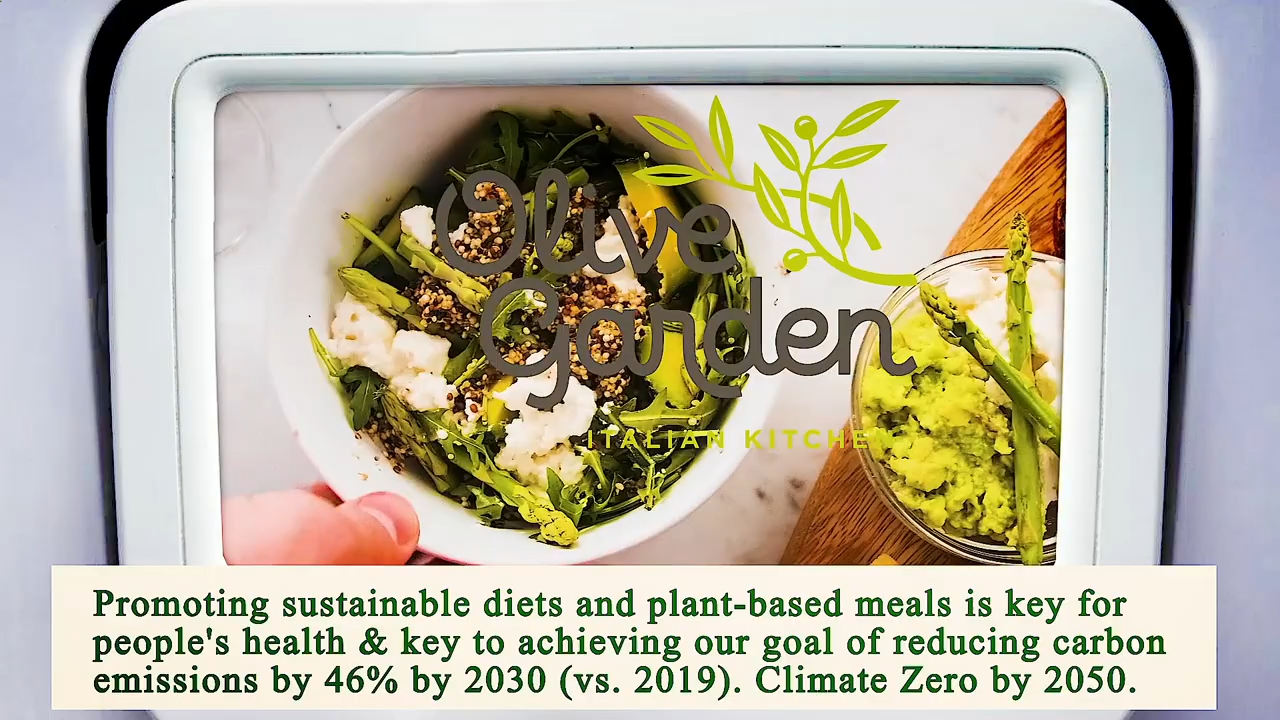 Olive
Garden
ITALIAN KITCHEN
Promoting sustainable diets and plant-based meals is key for
people's health & key to achieving our goal of reducing carbon
emissions by 46% by 2030 (vs. 2019). Climate Zero by 2050.